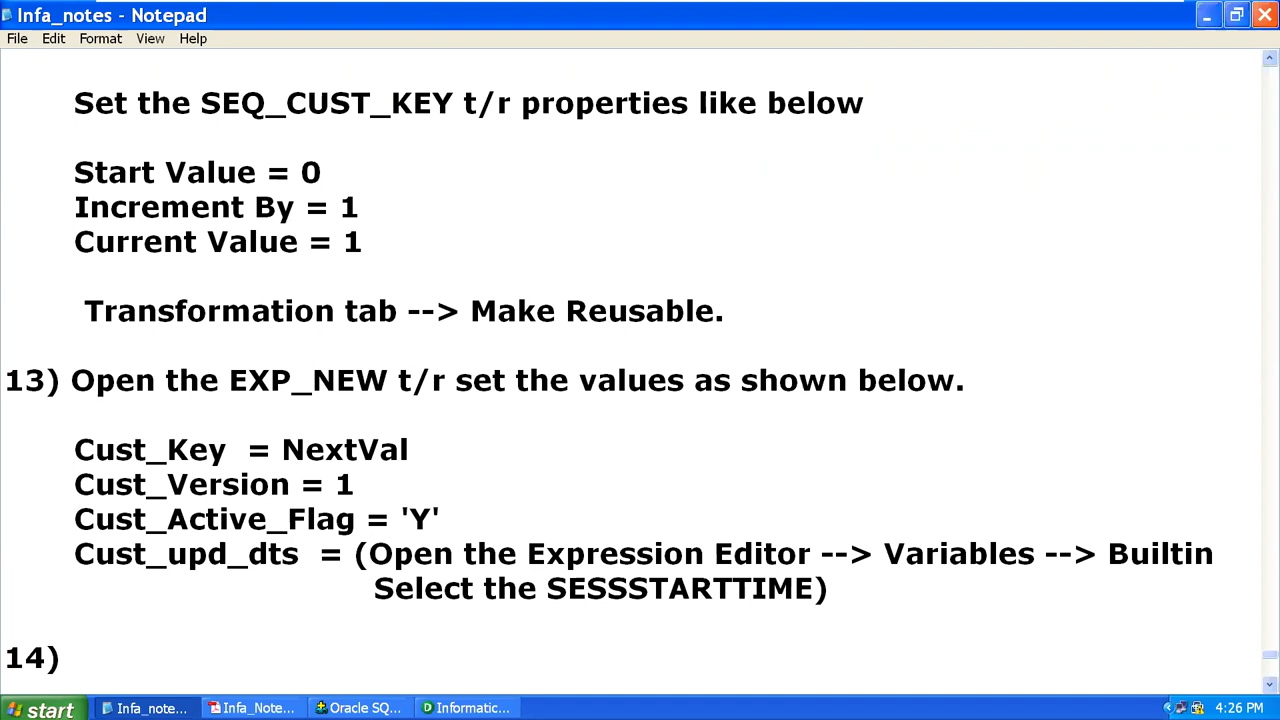 Infa_notes - Notepad
File Edit Format View Help
Set the SEQ_CUST_KEY t/r properties like below
Start Value = 0
Increment By = 1
Current Value = 1
Transformation tab --> Make Reusable.
13) Open the EXP_NEW t/r set the values as shown below.
Cust_Key = NextVal
Cust_Version = 1
Cust_Active_Flag = 'Y'
Cust_upd_dts = (Open the Expression Editor --> Variables --> Builtin
Select the SESSSTARTTIME)
14)
start Infa_note... Infa_Note... Oracle SQ... Informatic... 4:26 PM